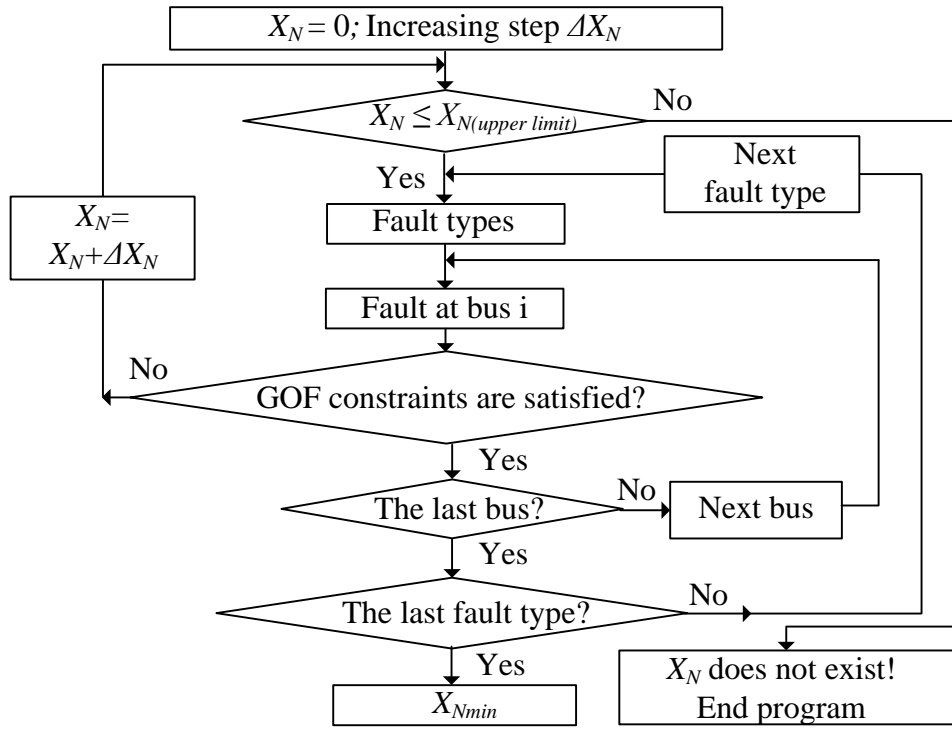 X_N = 0; Increasing step ΔX_N
No
X_N ≤ X_N(upper limit)
Next
fault type
Yes
X_N=
X_N+ΔX_N
Fault types
Fault at bus i
No
GOF constraints are satisfied?
Yes
The last bus?
No
Next bus
Yes
The last fault type?
No
Yes
X_N does not exist!
End program
X_Nmin